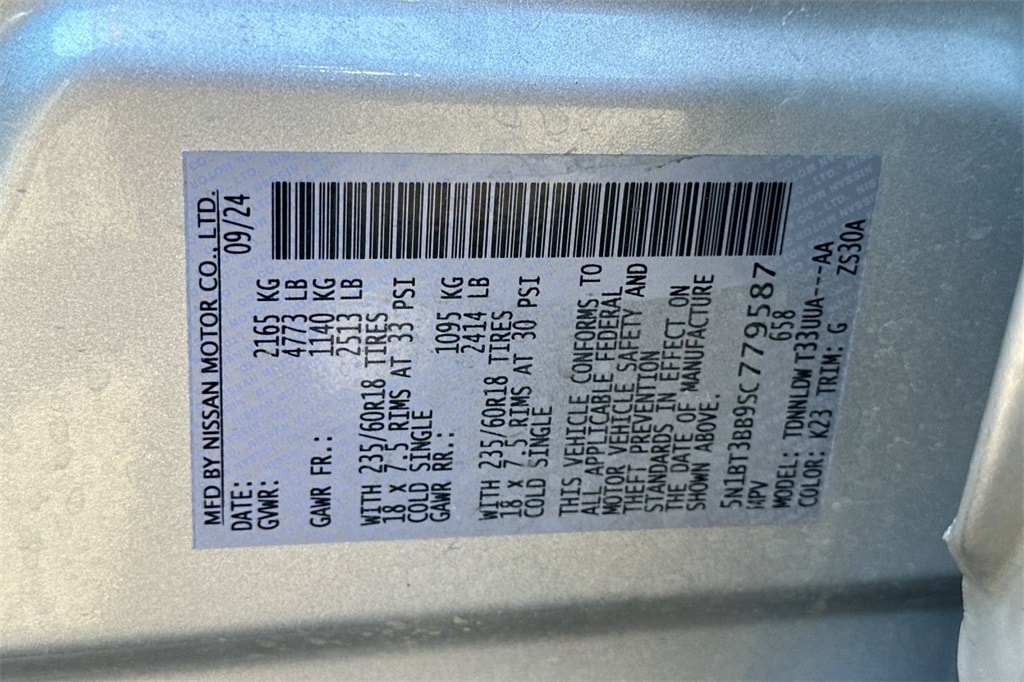 MFD BY NISSAN MOTOR CO., LTD.
DATE: 09/24
GVWR: 2165 KG
4773 LB
GAWR FR.: 1140 KG
2513 LB
WITH 235/60R18 TIRES
18 x 7.5 RIMS AT 33 PSI
COLD SINGLE
GAWR RR.: 1095 KG
2414 LB
WITH 235/60R18 TIRES
18 x 7.5 RIMS AT 30 PSI
COLD SINGLE
THIS VEHICLE CONFORMS TO
ALL APPLICABLE FEDERAL
MOTOR VEHICLE SAFETY AND
THEFT PREVENTION
STANDARDS IN EFFECT ON
THE DATE OF MANUFACTURE
SHOWN ABOVE.
5N1BT3BB9SC779587
MPV 658
MODEL: TDNNLDW T33UUA---AA
COLOR: K23 TRIM: G ZS30A